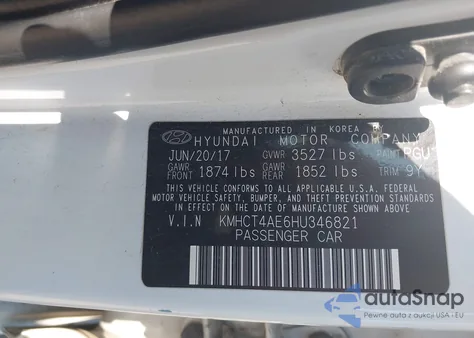 MANUFACTURED IN KOREA BY
HYUNDAI MOTOR COMPANY
JUN/20/17 GVWR 3527 lbs PAINT RGU
GAWR FRONT 1874 lbs GAWR REAR 1852 lbs TRIM 9Y
THIS VEHICLE CONFORMS TO ALL APPLICABLE U.S.A. FEDERAL
MOTOR VEHICLE SAFETY, BUMPER, AND THEFT PREVENTION
STANDARDS IN EFFECT ON THE DATE OF MANUFACTURE SHOWN ABOVE.
V.I.N KMHCT4AE6HU346821
PASSENGER CAR
autoSnap
Pewne auta z aukcji USA i EU